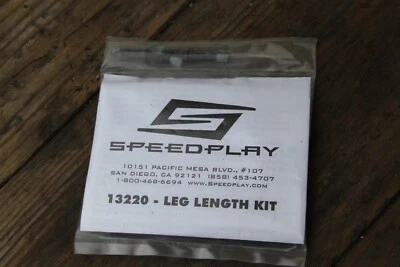 SPEEDPLAY
10151 PACIFIC MESA BLVD., #107
SAN DIEGO, CA 92121 (858) 453-4707
1-800-468-6694 www.Speedplay.com
13220 - LEG LENGTH KIT